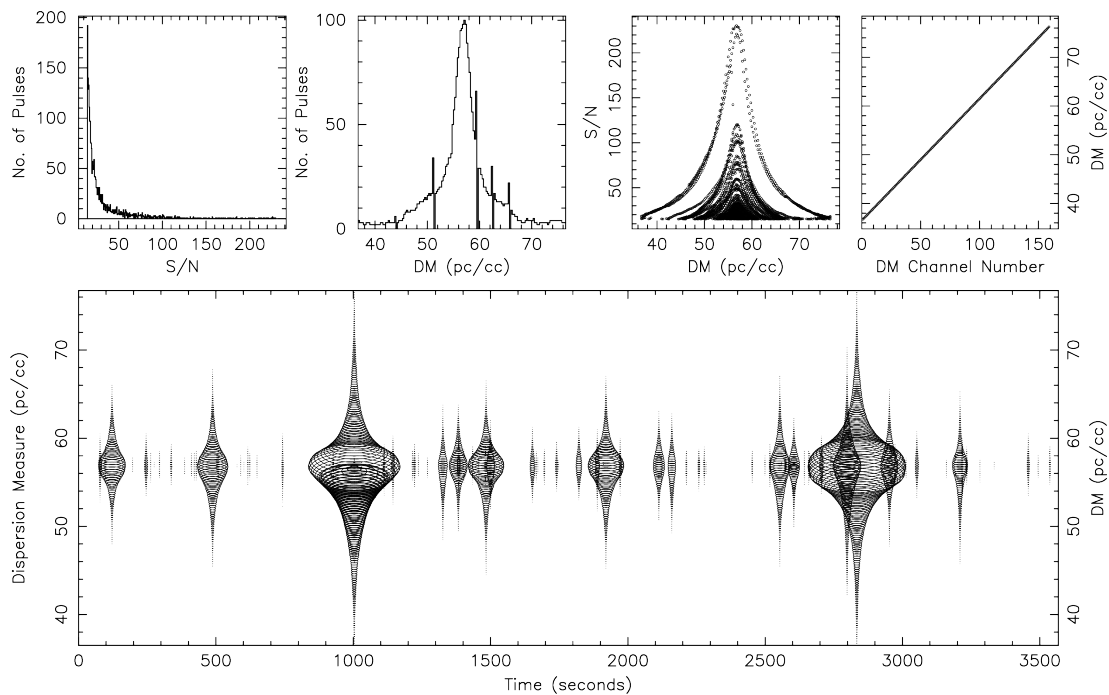 200
150
100
50
0
No. of Pulses
50 100 150 200
S/N
100
50
0
No. of Pulses
40 50 60 70
DM (pc/cc)
200
150
100
50
S/N
40 50 60 70
DM (pc/cc)
70
60
50
40
DM (pc/cc)
0 50 100 150
DM Channel Number
70
60
50
40
Dispersion Measure (pc/cc)
70
60
50
40
DM (pc/cc)
0 500 1000 1500 2000 2500 3000 3500
Time (seconds)